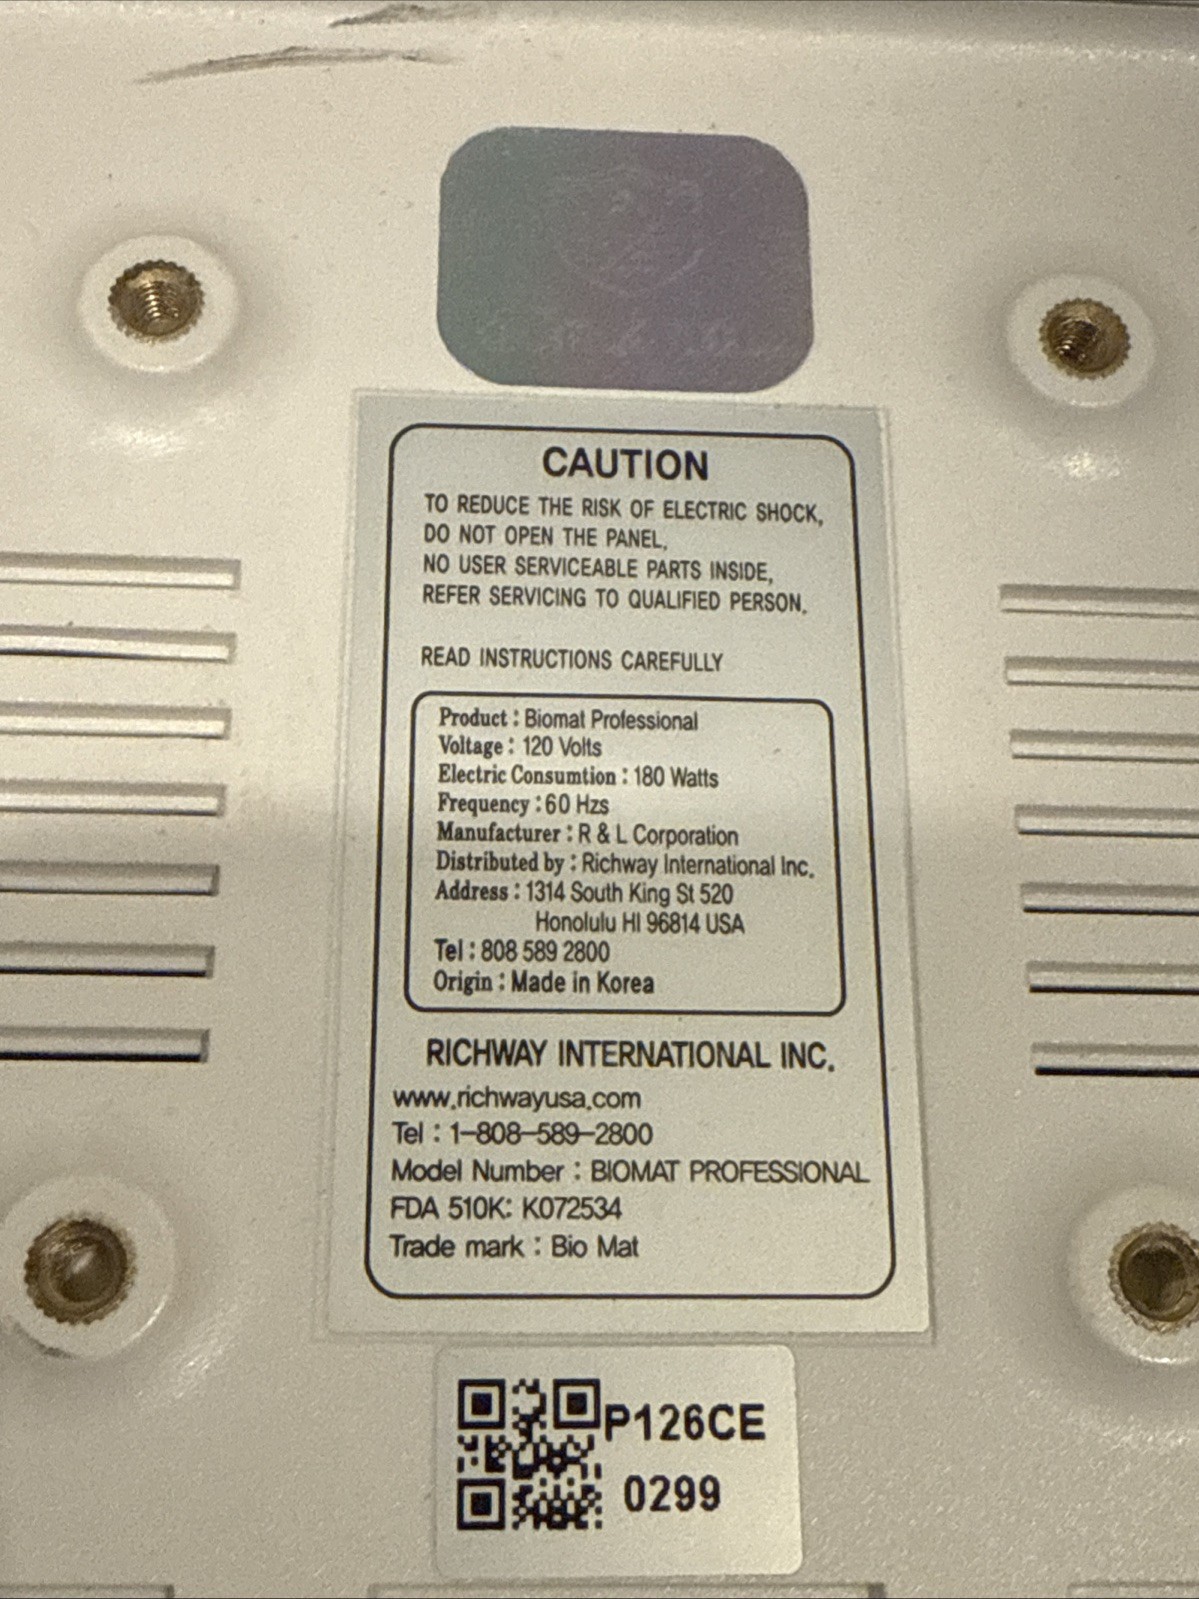 CAUTION
TO REDUCE THE RISK OF ELECTRIC SHOCK,
DO NOT OPEN THE PANEL,
NO USER SERVICEABLE PARTS INSIDE,
REFER SERVICING TO QUALIFIED PERSON.
READ INSTRUCTIONS CAREFULLY
Product : Biomat Professional
Voltage : 120 Volts
Electric Consumtion : 180 Watts
Frequency : 60 Hzs
Manufacturer : R & L Corporation
Distributed by : Richway International Inc.
Address : 1314 South King St 520
Honolulu HI 96814 USA
Tel : 808 589 2800
Origin : Made in Korea
RICHWAY INTERNATIONAL INC.
www.richwayusa.com
Tel : 1-808-589-2800
Model Number : BIOMAT PROFESSIONAL
FDA 510K: K072534
Trade mark : Bio Mat
P126CE
0299